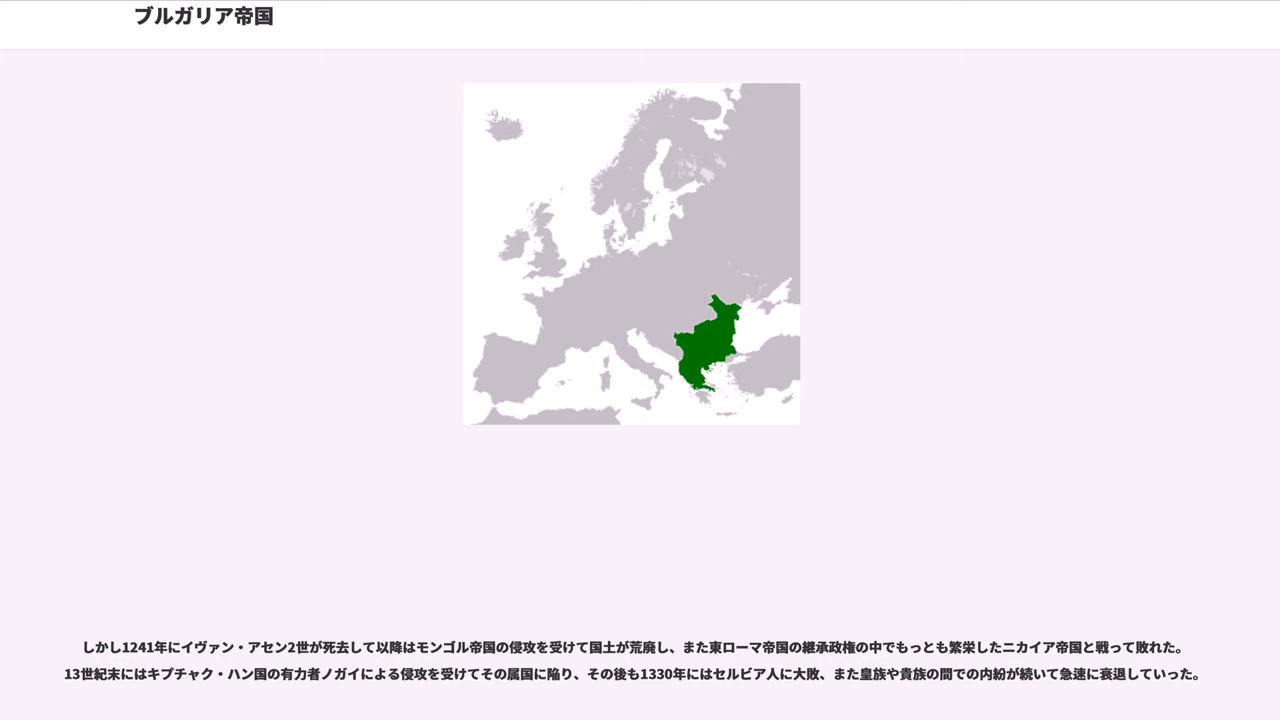 ブルガリア帝国
しかし1241年にイヴァン・アセン2世が死去して以降はモンゴル帝国の侵攻を受けて国土が荒廃し、また東ローマ帝国の継承政権の中でもっとも繁栄したニカイア帝国と戦って敗れた。
13世紀末にはキプチャク・ハン国の有力者ノガイによる侵攻を受けてその属国に陥り、その後も1330年にはセルビア人に大敗、また皇族や貴族の間での内紛が続いて急速に衰退していった。